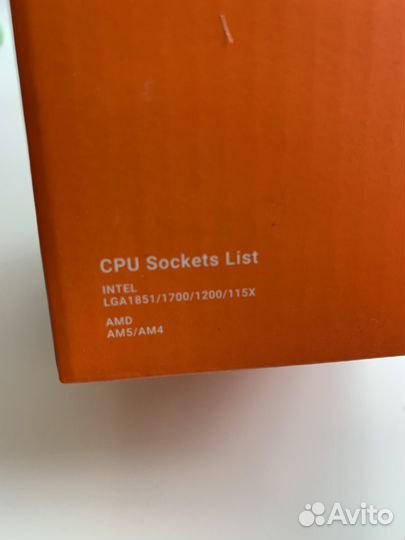 CPU Sockets List
INTEL
LGA1851/1700/1200/115X
AMD
AM5/AM4
Avito